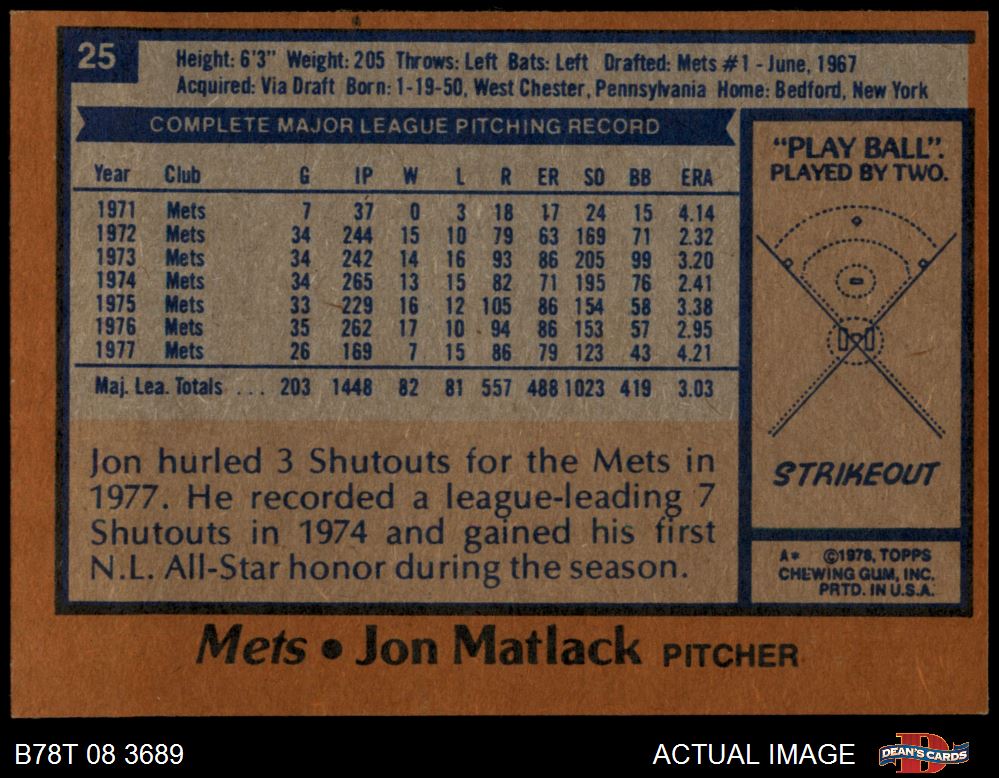 25
Height: 6'3" Weight: 205 Throws: Left Bats: Left Drafted: Mets #1 - June, 1967
Acquired: Via Draft Born: 1-19-50, West Chester, Pennsylvania Home: Bedford, New York
COMPLETE MAJOR LEAGUE PITCHING RECORD
Year Club G IP W L R ER SO BB ERA
1971 Mets 7 37 0 3 18 17 24 15 4.14
1972 Mets 34 244 15 10 79 63 169 71 2.32
1973 Mets 34 242 14 16 93 86 205 99 3.20
1974 Mets 34 265 13 15 82 71 195 76 2.41
1975 Mets 33 229 16 12 105 86 154 58 3.38
1976 Mets 35 262 17 10 94 86 153 57 2.95
1977 Mets 26 169 7 15 86 79 123 43 4.21
Maj. Lea. Totals ... 203 1448 82 81 557 488 1023 419 3.03
Jon hurled 3 Shutouts for the Mets in
1977. He recorded a league-leading 7
Shutouts in 1974 and gained his first
N.L. All-Star honor during the season.
"PLAY BALL".
PLAYED BY TWO.
STRIKEOUT
A* ©1978, TOPPS
CHEWING GUM, INC.
PRTD. IN U.S.A.
Mets • Jon Matlack PITCHER
B78T 08 3689
ACTUAL IMAGE
D
DEAN'S CARDS